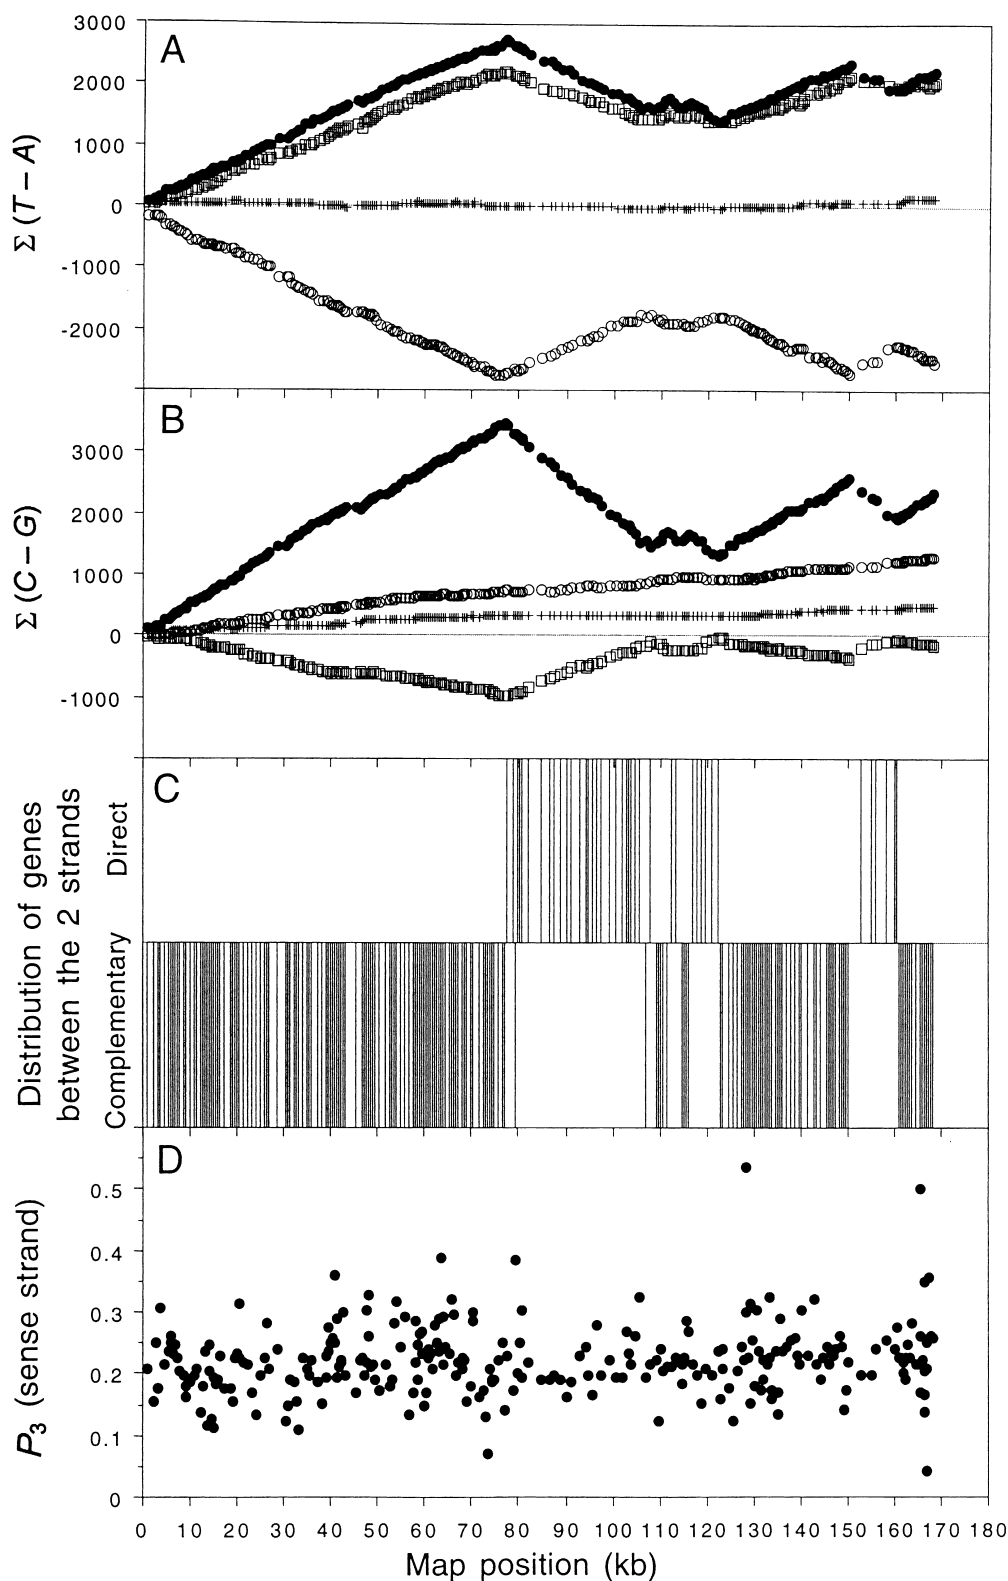 A
3000
2000
1000
0
-1000
-2000
Σ (T – A)
B
3000
2000
1000
0
-1000
Σ (C – G)
C
Distribution of genes
between the 2 strands
Direct
Complementary
D
0.5
0.4
0.3
0.2
0.1
0
P3 (sense strand)
0 10 20 30 40 50 60 70 80 90 100 110 120 130 140 150 160 170 180
Map position (kb)